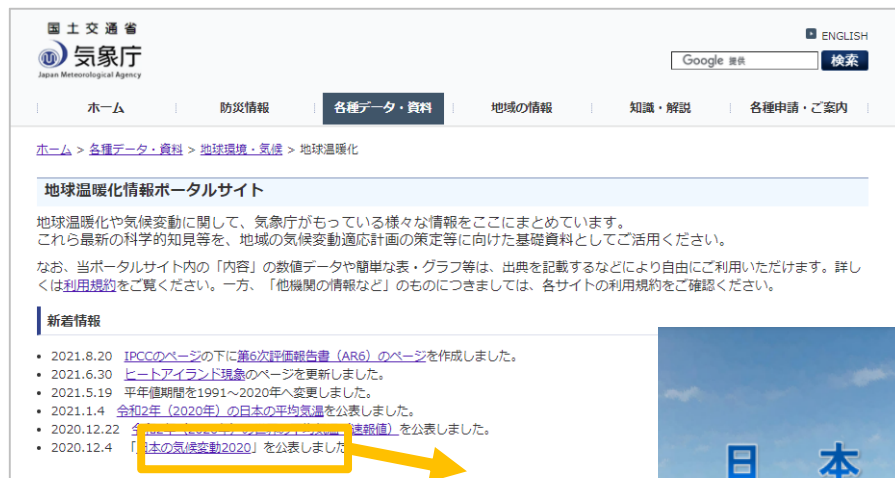 国土交通省
気象庁
Japan Meteorological Agency
ENGLISH
Google 提供
検索
ホーム
防災情報
各種データ・資料
地域の情報
知識・解説
各種申請・ご案内
ホーム > 各種データ・資料 > 地球環境・気候 > 地球温暖化
地球温暖化情報ポータルサイト
地球温暖化や気候変動に関して、気象庁がもっている様々な情報をここにまとめています。
これら最新の科学的知見等を、地域の気候変動適応計画の策定等に向けた基礎資料としてご活用ください。
なお、当ポータルサイト内の「内容」の数値データや簡単な表・グラフ等は、出典を記載するなどにより自由にご利用いただけます。詳し
くは利用規約をご覧ください。一方、「他機関の情報など」のものにつきましては、各サイトの利用規約をご確認ください。
新着情報
• 2021.8.20 IPCCのページの下に第6次評価報告書（AR6）のページを作成しました。
• 2021.6.30 ヒートアイランド現象のページを更新しました。
• 2021.5.19 平年値期間を1991～2020年へ変更しました。
• 2021.1.4 令和2年（2020年）の日本の平均気温を公表しました。
• 2020.12.22 速報値）を公表しました。
• 2020.12.4 「日本の気候変動2020」を公表しました
日本